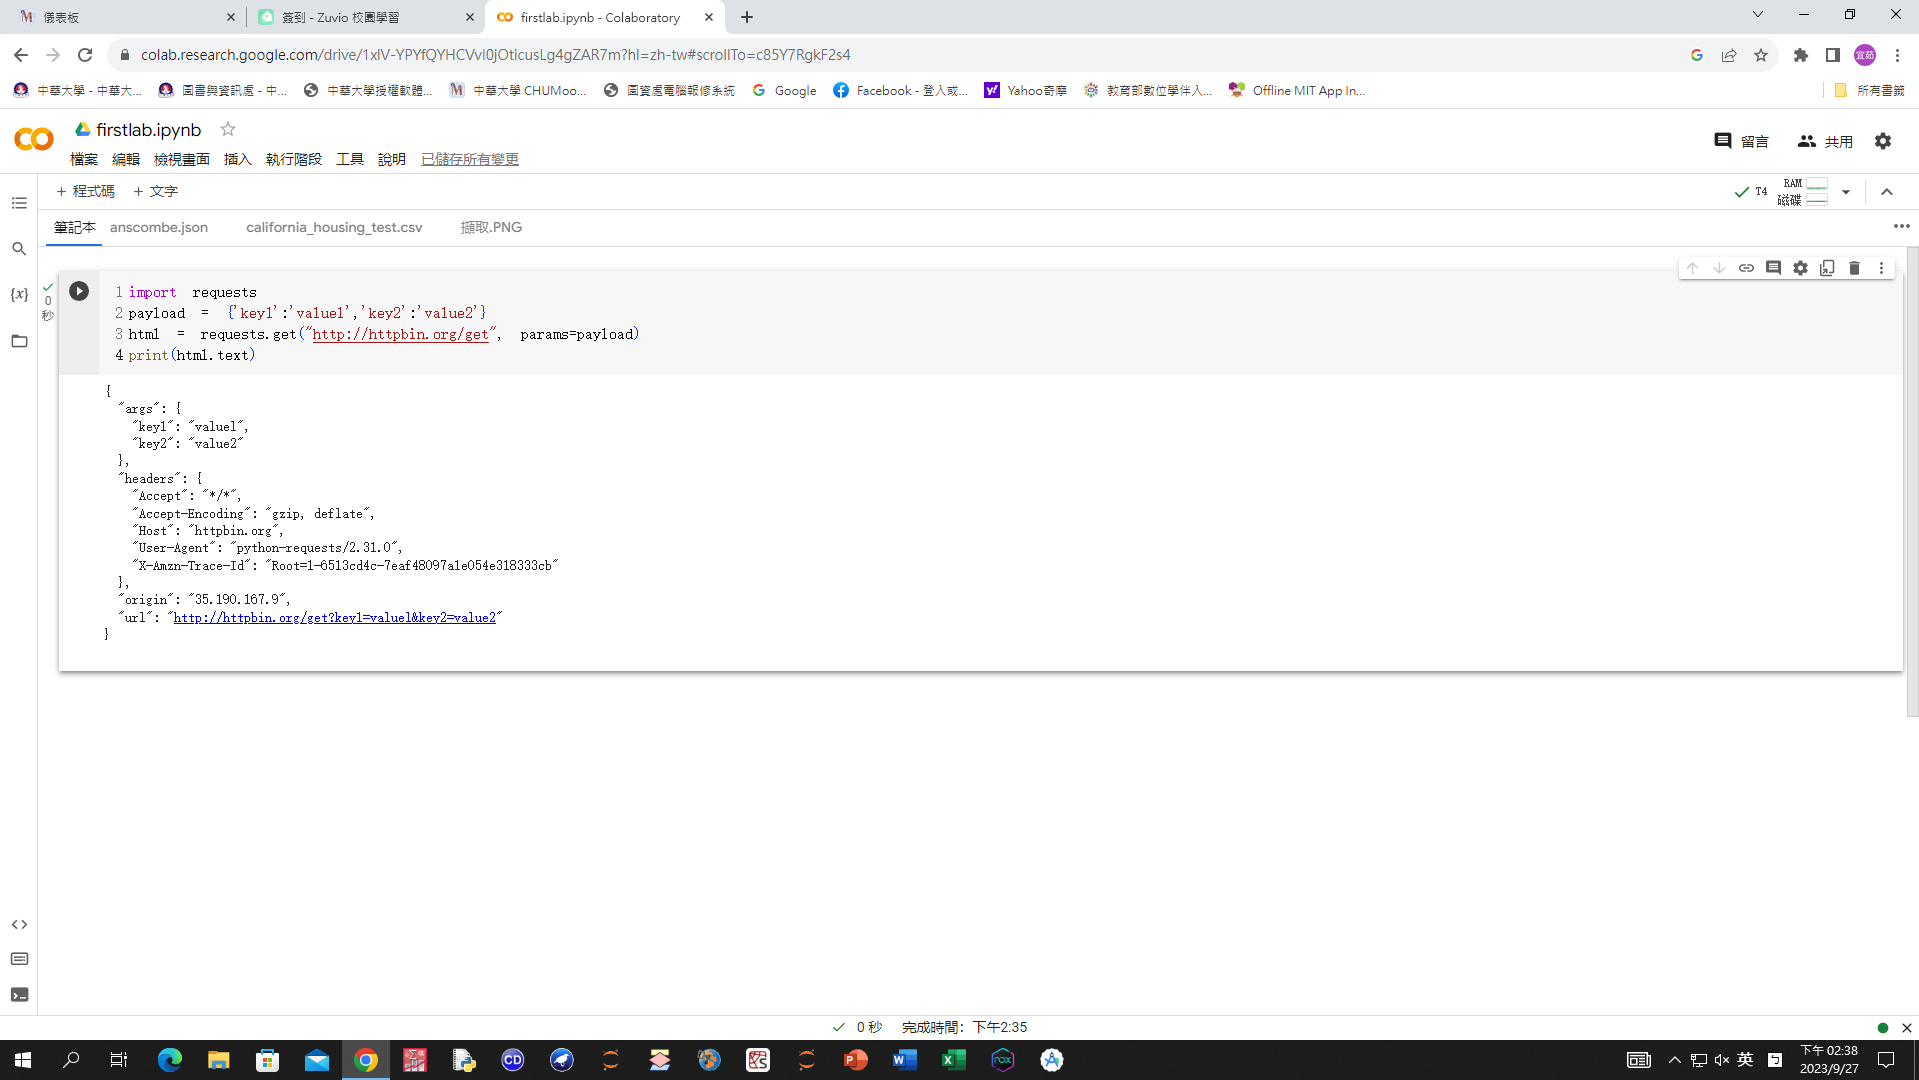 儀表板
簽到 - Zuvio 校園學習
firstlab.ipynb - Colaboratory
colab.research.google.com/drive/1xlV-YPYfQYHCVvl0jOticusLg4gZAR7m?hl=zh-tw#scrollTo=c85Y7RgkF2s4
宜茹
中華大學 - 中華大...
圖書與資訊處 - 中...
中華大學授權軟體...
中華大學 CHUMoo...
圖資處電腦報修系統
Google
Facebook - 登入或...
Yahoo奇摩
教育部數位學伴入...
Offline MIT App In...
所有書籤
firstlab.ipynb
檔案 編輯 檢視畫面 插入 執行階段 工具 說明 已儲存所有變更
留言
共用
+ 程式碼 + 文字
T4
RAM
磁碟
筆記本
anscombe.json
california_housing_test.csv
擷取.PNG
0
秒
1 import requests
2 payload = {'key1':'value1','key2':'value2'}
3 html = requests.get("http://httpbin.org/get", params=payload)
4 print(html.text)
{
"args": {
"key1": "value1",
"key2": "value2"
},
"headers": {
"Accept": "*/*",
"Accept-Encoding": "gzip, deflate",
"Host": "httpbin.org",
"User-Agent": "python-requests/2.31.0",
"X-Amzn-Trace-Id": "Root=1-6513cd4c-7eaf48097a1e054e318333cb"
},
"origin": "35.190.167.9",
"url": "http://httpbin.org/get?key1=value1&key2=value2"
}
0 秒 完成時間：下午2:35
英
下午 02:38
2023/9/27